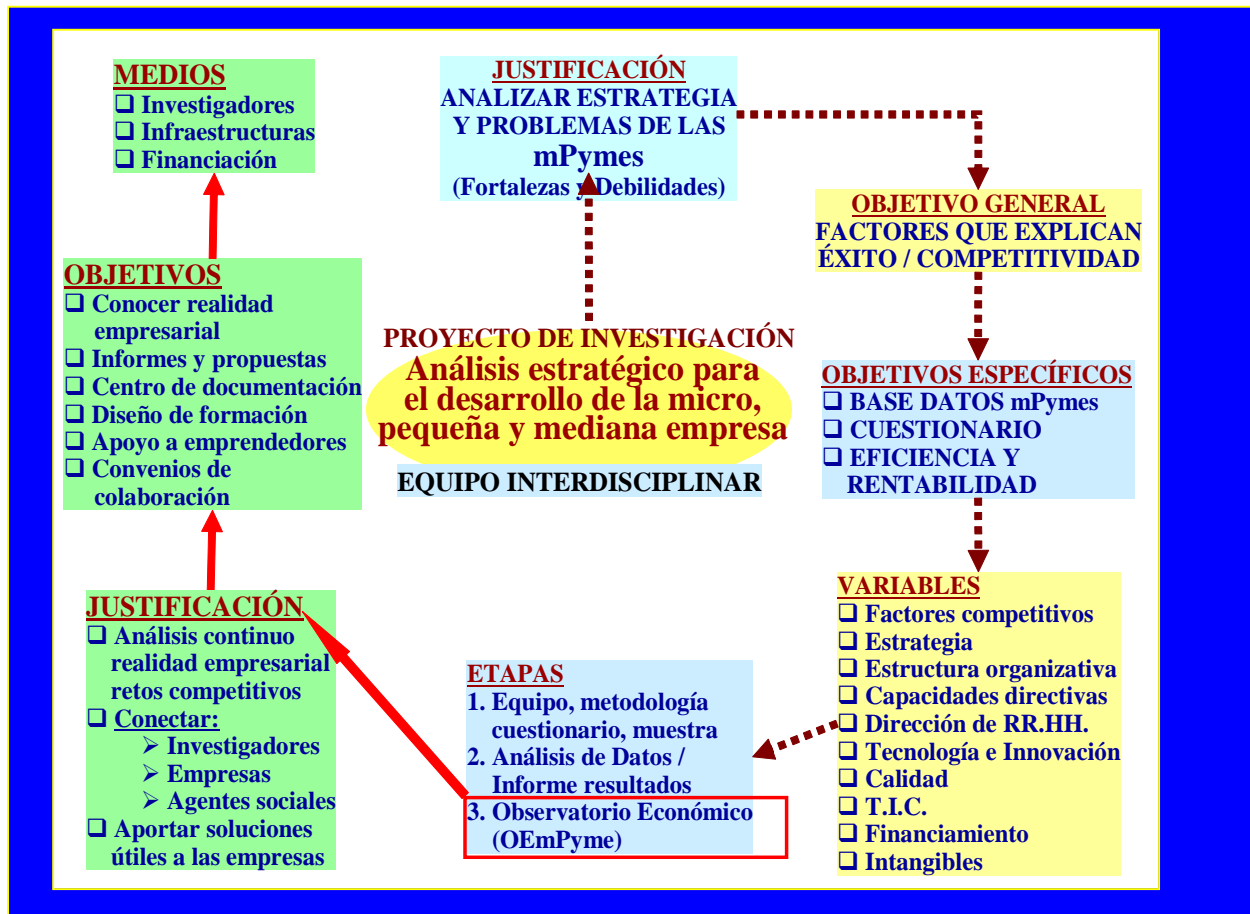 MEDIOS
❑ Investigadores
❑ Infraestructuras
❑ Financiación
JUSTIFICACIÓN
ANALIZAR ESTRATEGIA
Y PROBLEMAS DE LAS
mPymes
(Fortalezas y Debilidades)
OBJETIVO GENERAL
FACTORES QUE EXPLICAN
ÉXITO / COMPETITIVIDAD
OBJETIVOS
❑ Conocer realidad
empresarial
❑ Informes y propuestas
❑ Centro de documentación
❑ Diseño de formación
❑ Apoyo a emprendedores
❑ Convenios de
colaboración
PROYECTO DE INVESTIGACIÓN
Análisis estratégico para
el desarrollo de la micro,
pequeña y mediana empresa
EQUIPO INTERDISCIPLINAR
OBJETIVOS ESPECÍFICOS
❑ BASE DATOS mPymes
❑ CUESTIONARIO
❑ EFICIENCIA Y
RENTABILIDAD
JUSTIFICACIÓN
❑ Análisis continuo
realidad empresarial
retos competitivos
❑ Conectar:
➢ Investigadores
➢ Empresas
➢ Agentes sociales
❑ Aportar soluciones
útiles a las empresas
ETAPAS
1. Equipo, metodología
cuestionario, muestra
2. Análisis de Datos /
Informe resultados
3. Observatorio Económico
(OEmPyme)
VARIABLES
❑ Factores competitivos
❑ Estrategia
❑ Estructura organizativa
❑ Capacidades directivas
❑ Dirección de RR.HH.
❑ Tecnología e Innovación
❑ Calidad
❑ T.I.C.
❑ Financiamiento
❑ Intangibles